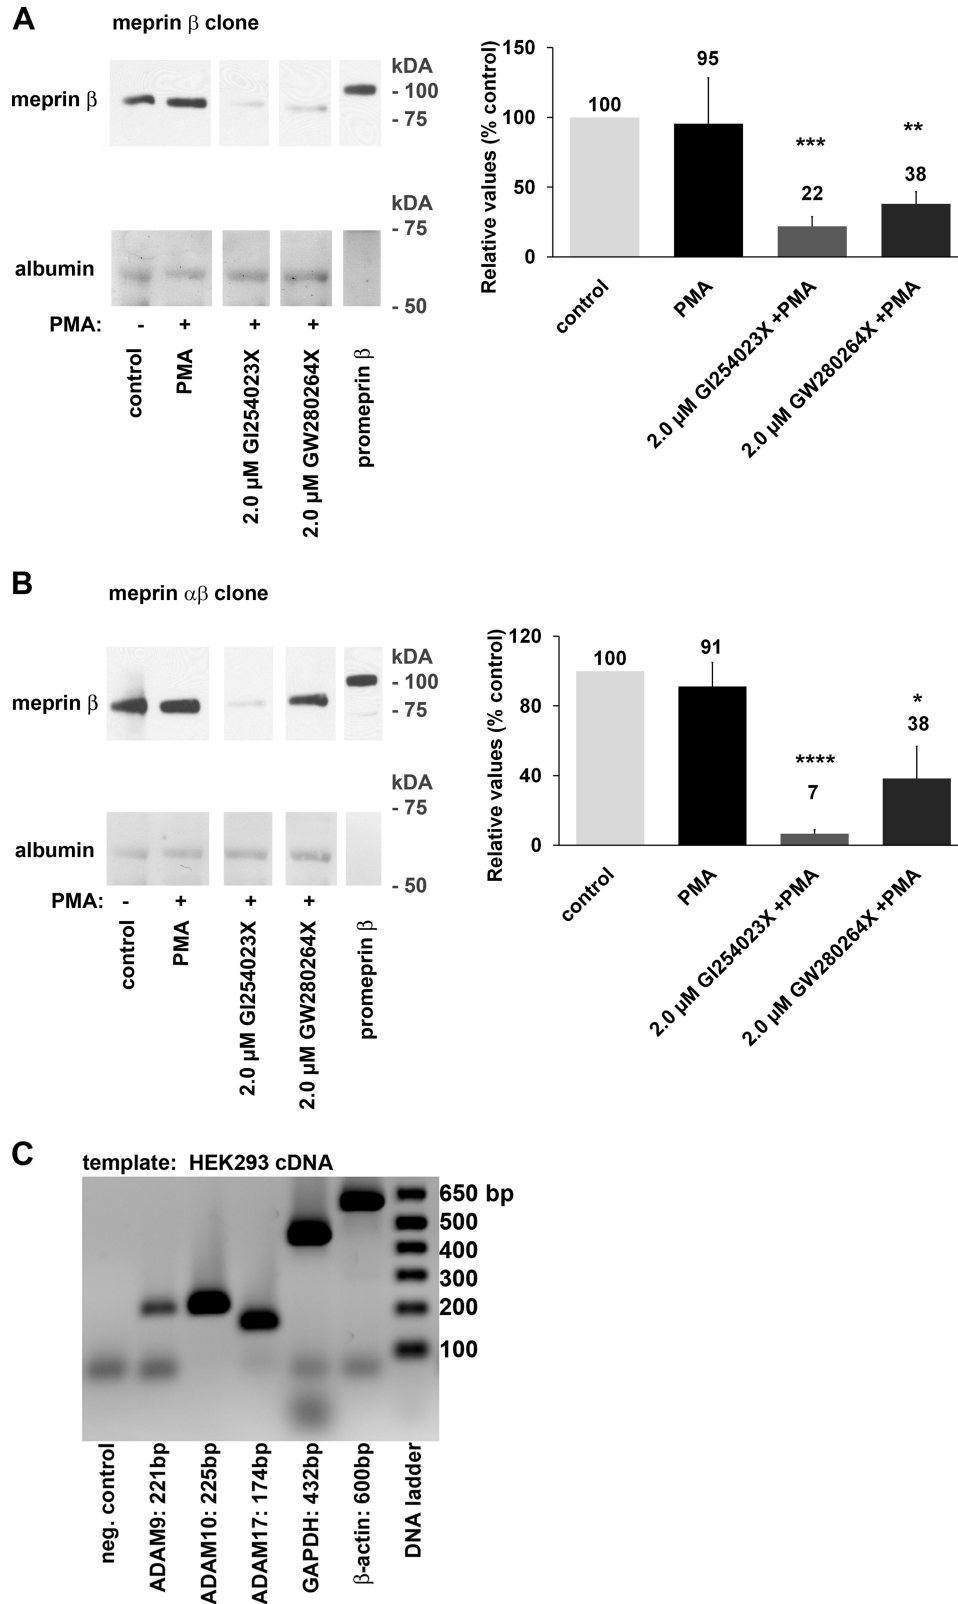 A
meprin β clone
kDA
- 100
- 75
meprin β
kDA
- 75
albumin
- 50
PMA: - + + +
control
PMA
2.0 µM GI254023X
2.0 µM GW280264X
promeprin β
Relative values (% control)
150
100
50
0
100
95
***
22
**
38
control
PMA
2.0 µM GI254023X +PMA
2.0 µM GW280264X +PMA
B
meprin αβ clone
kDA
- 100
- 75
meprin β
kDA
- 75
albumin
- 50
PMA: - + + +
control
PMA
2.0 µM GI254023X
2.0 µM GW280264X
promeprin β
Relative values (% control)
120
80
40
0
100
91
****
7
*
38
control
PMA
2.0 µM GI254023X +PMA
2.0 µM GW280264X +PMA
C
template: HEK293 cDNA
650 bp
500
400
300
200
100
neg. control
ADAM9: 221bp
ADAM10: 225bp
ADAM17: 174bp
GAPDH: 432bp
β-actin: 600bp
DNA ladder